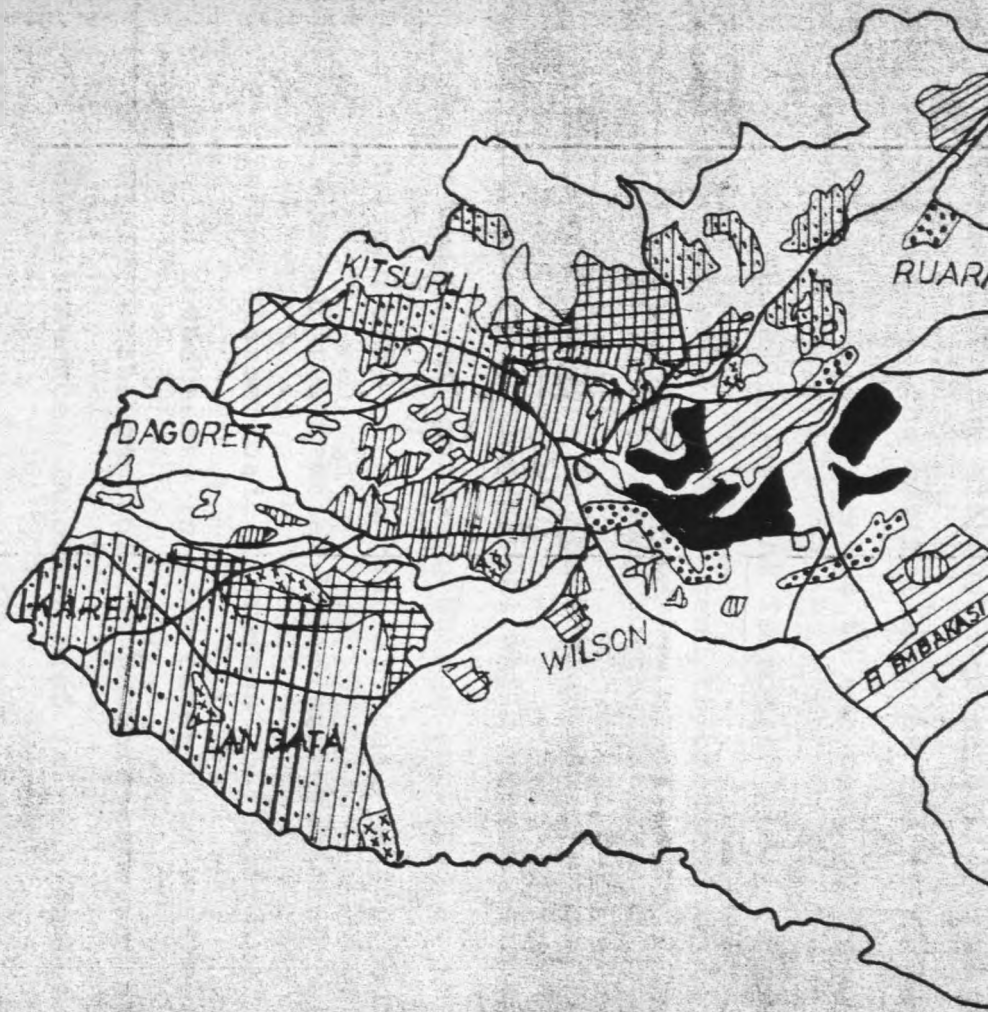 KITSURU
RUARA
DAGORETT
KAREN
WILSON
EMBAKASI
LANGATA